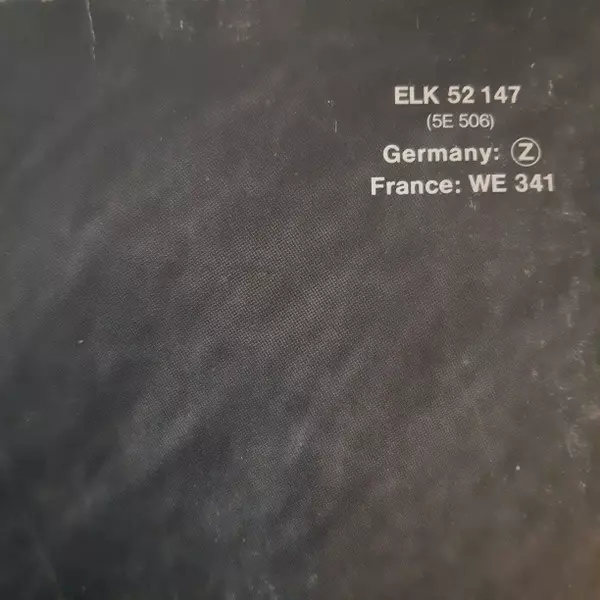 ELK 52 147
(5E 506)
Germany: Ⓩ
France: WE 341